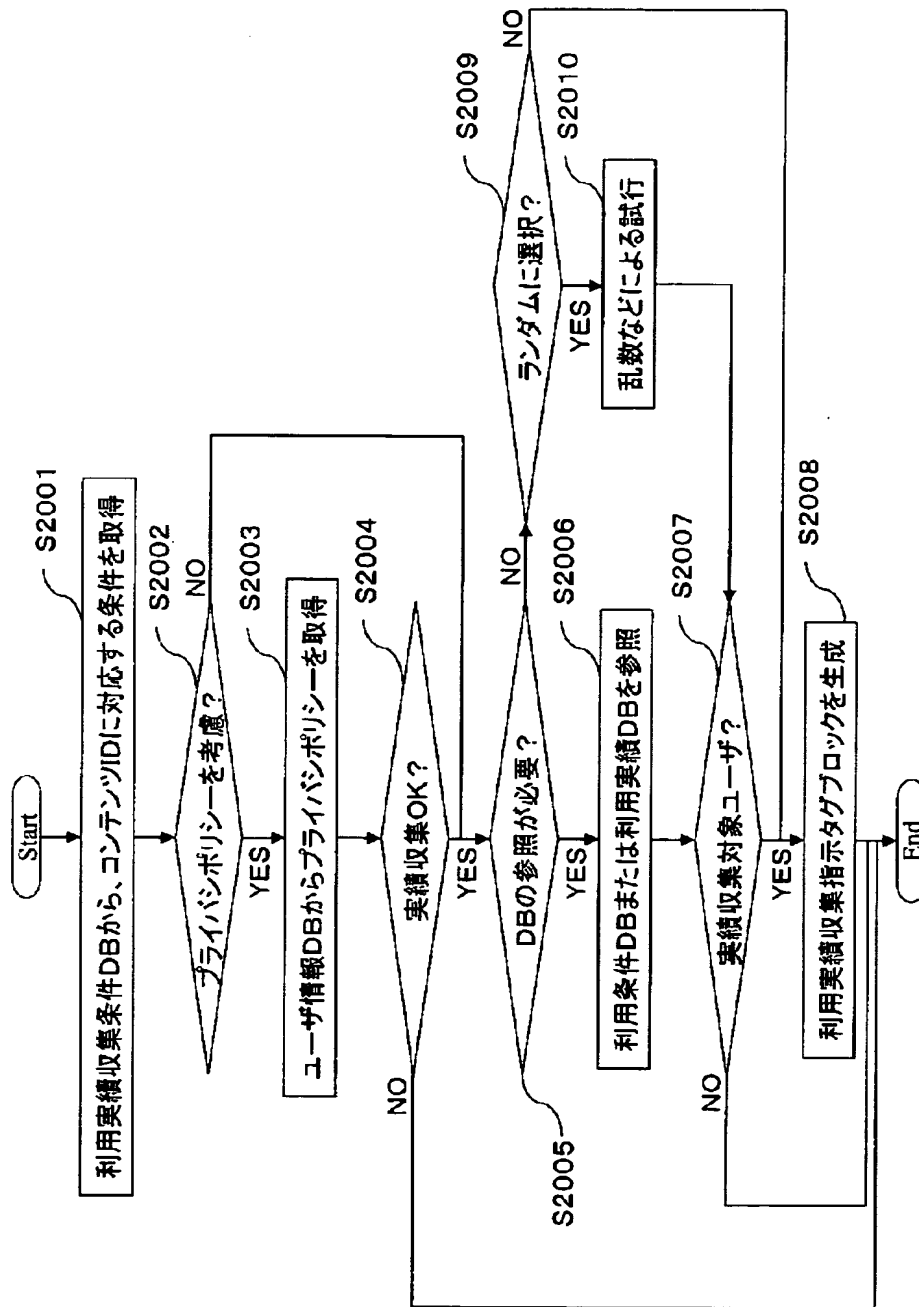 Start
S2001
利用実績収集条件DBから、コンテンツIDに対応する条件を取得
S2002
プライバシポリシーを考慮?
NO
YES
S2003
ユーザ情報DBからプライバシポリシーを取得
S2004
実績収集OK?
NO
YES
S2005
DBの参照が必要?
NO
YES
S2006
利用条件DBまたは利用実績DBを参照
S2007
実績収集対象ユーザ?
NO
YES
S2008
利用実績収集指示タグブロックを生成
End
S2009
ランダムに選択?
NO
YES
S2010
乱数などによる試行